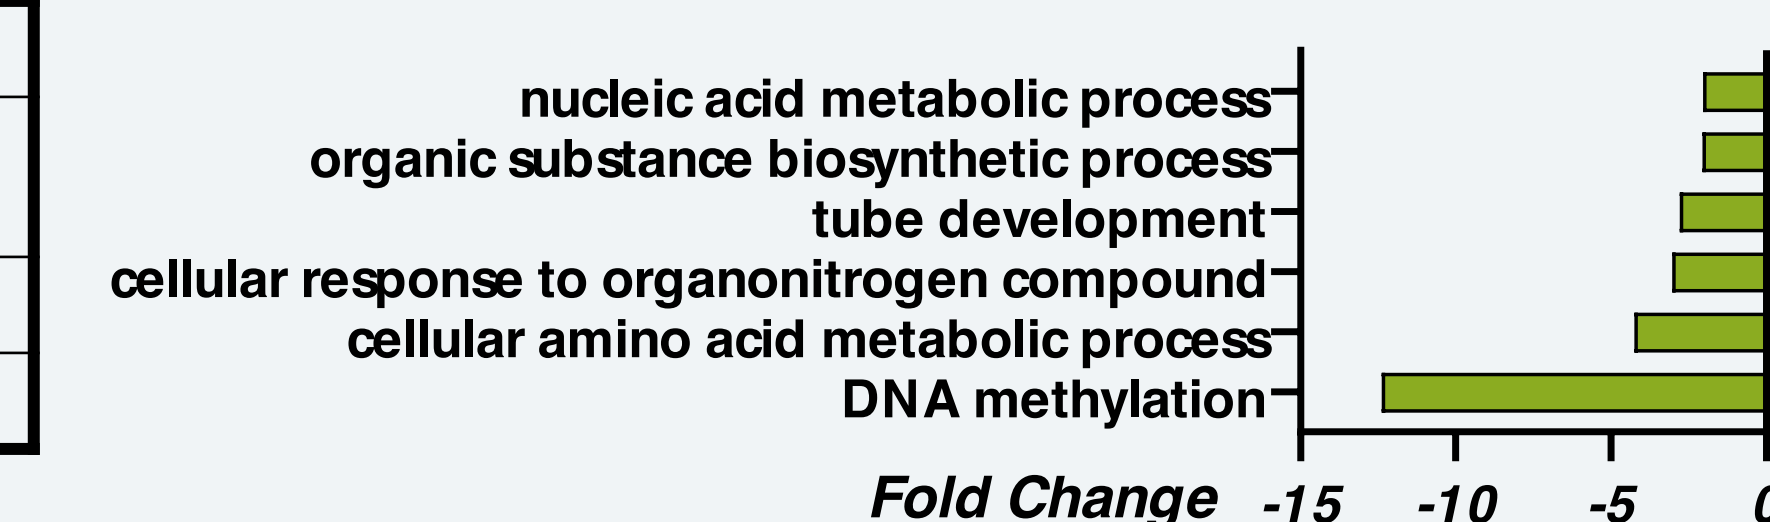 nucleic acid metabolic process
organic substance biosynthetic process
tube development
cellular response to organonitrogen compound
cellular amino acid metabolic process
DNA methylation
Fold Change -15 -10 -5 0